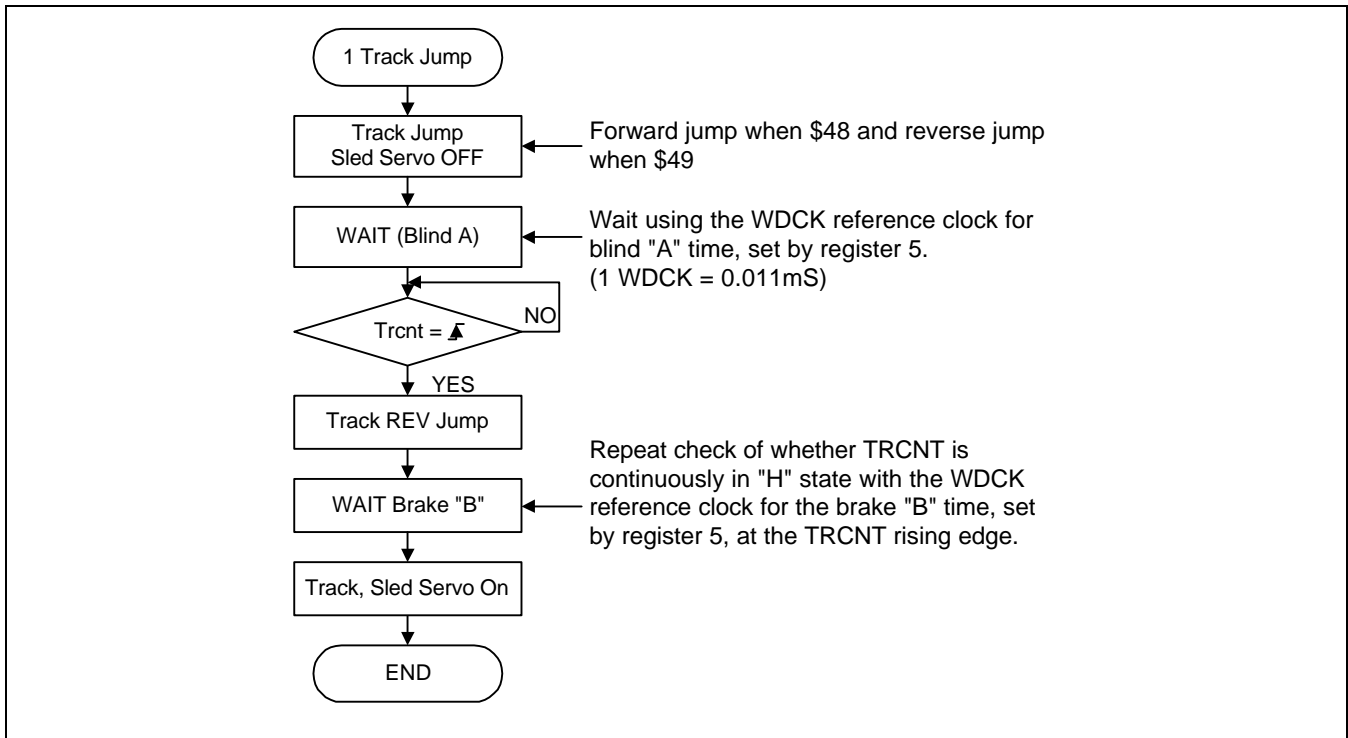 1 Track Jump
Track Jump
Sled Servo OFF
Forward jump when $48 and reverse jump
when $49
WAIT (Blind A)
Wait using the WDCK reference clock for
blind "A" time, set by register 5.
(1 WDCK = 0.011mS)
Trcnt =
NO
YES
Track REV Jump
WAIT Brake "B"
Repeat check of whether TRCNT is
continuously in "H" state with the WDCK
reference clock for the brake "B" time, set
by register 5, at the TRCNT rising edge.
Track, Sled Servo On
END